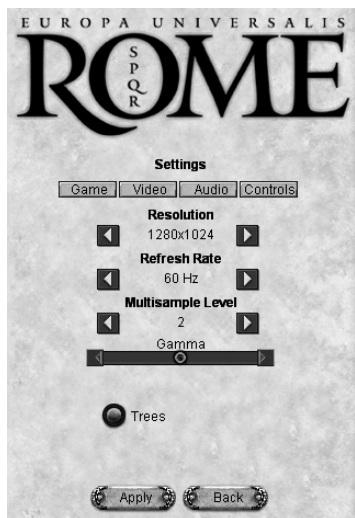 EUROPA UNIVERSALIS
ROME
SPQR
Settings
Game Video Audio Controls
Resolution
1280x1024
Refresh Rate
60 Hz
Multisample Level
2
Gamma
Trees
Apply Back